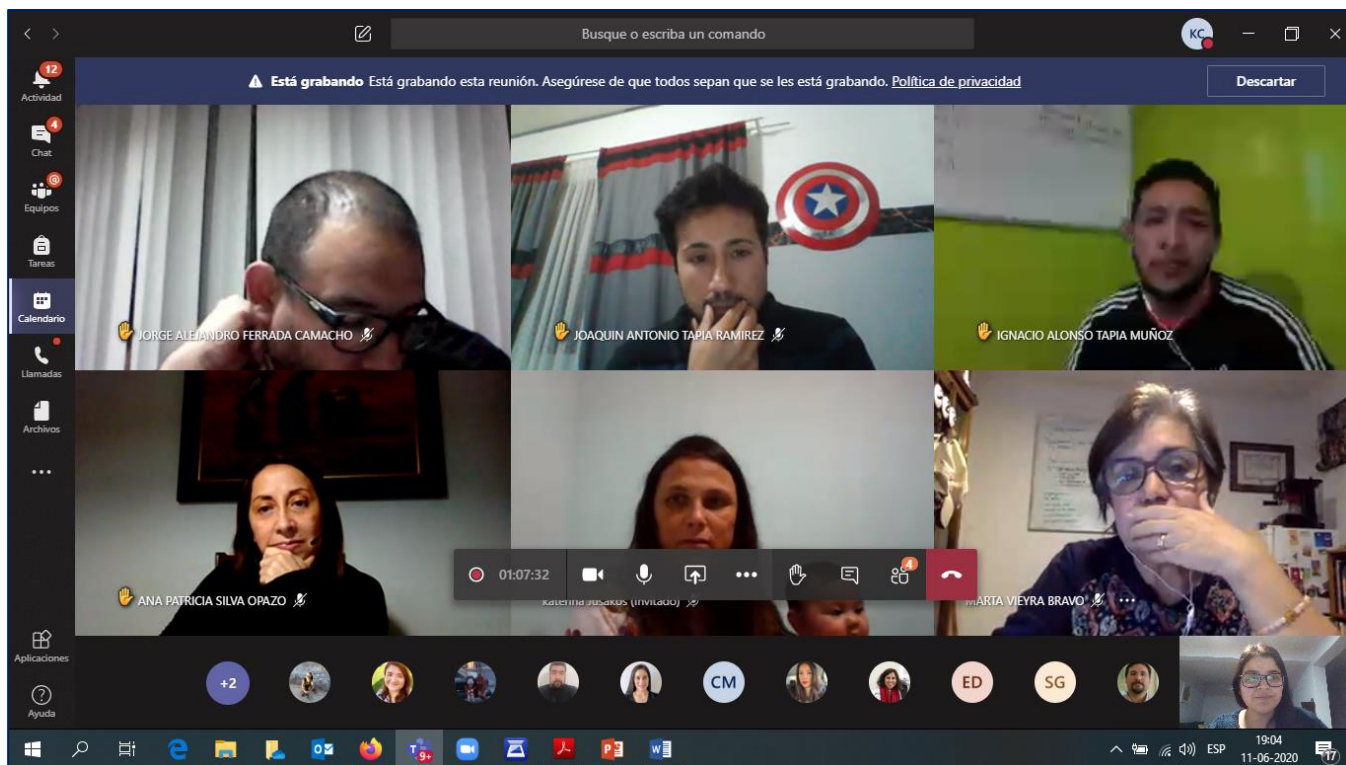 Busque o escriba un comando
KC
12
Actividad
Está grabando Está grabando esta reunión. Asegúrese de que todos sepan que se les está grabando. Política de privacidad
Descartar
4
Chat
@
Equipos
Tareas
Calendario
Llamadas
Archivos
JORGE ALEJANDRO FERRADA CAMACHO
JOAQUIN ANTONIO TAPIA RAMIREZ
IGNACIO ALONSO TAPIA MUÑOZ
01:07:32
4
ANA PATRICIA SILVA OPAZO
katerina Jusakos (Invitado)
MARTA VIEYRA BRAVO
Aplicaciones
Ayuda
+2
CM
ED
SG
9+
ESP
19:04
11-06-2020
17